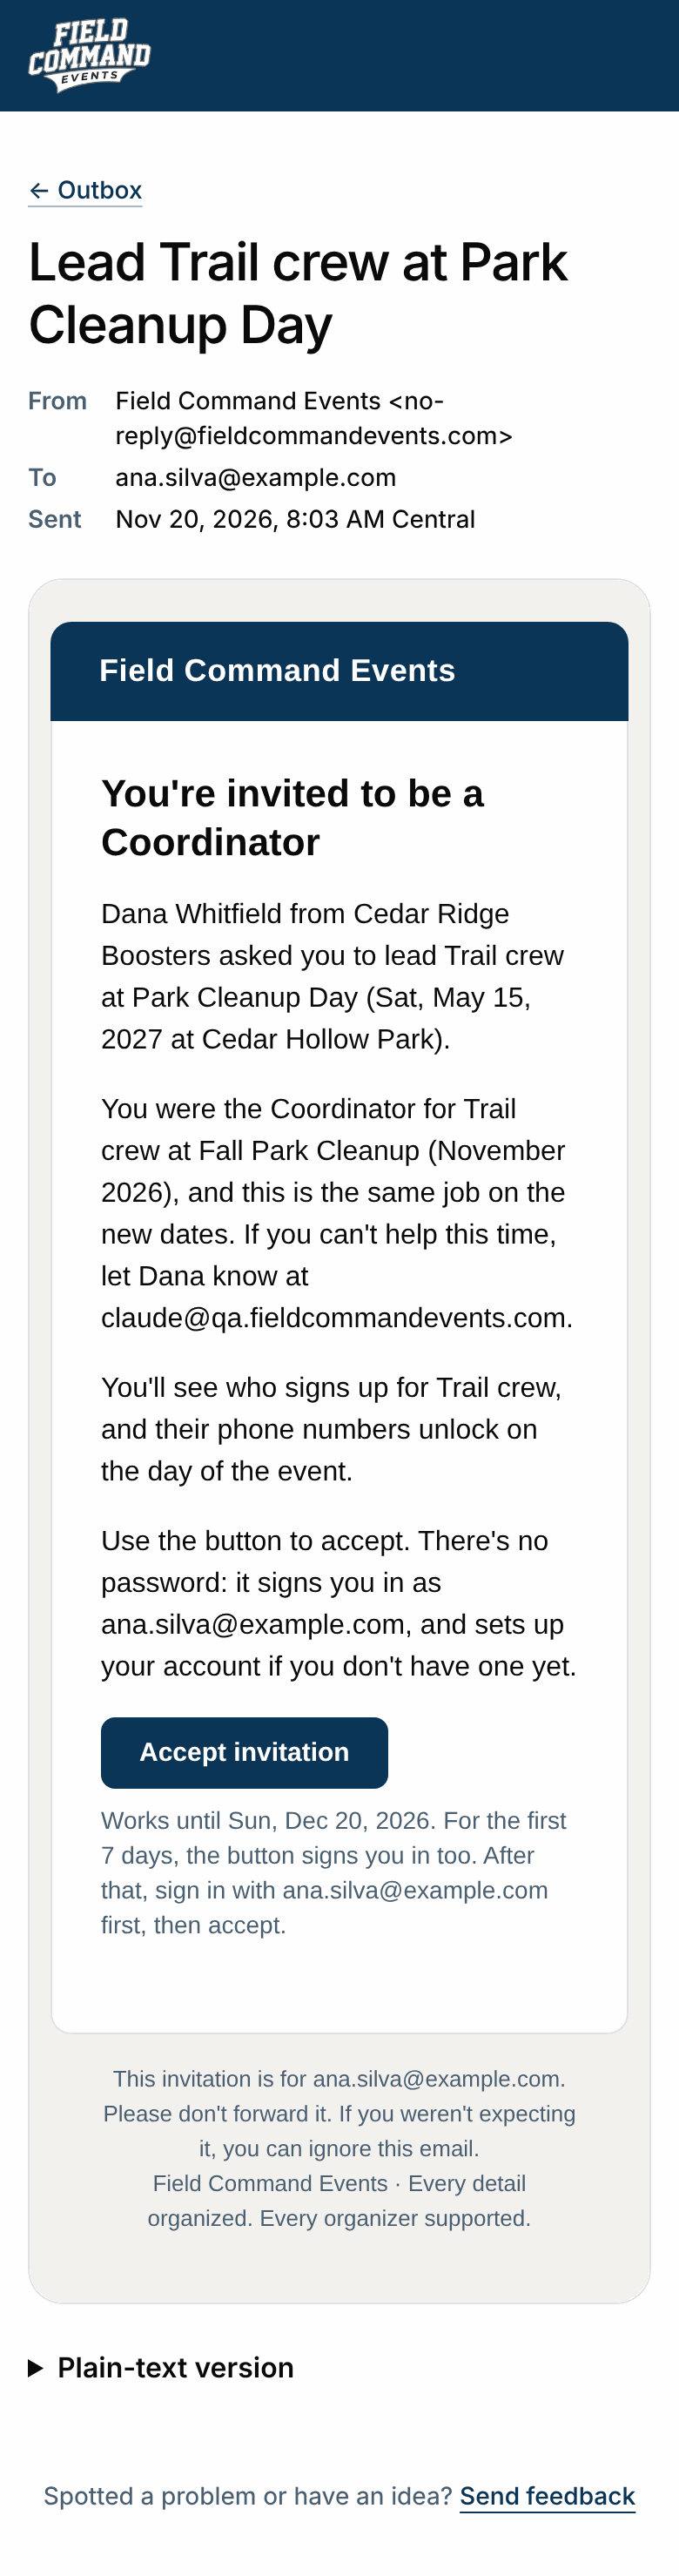 FIELD
COMMAND
EVENTS
← Outbox
Lead Trail crew at Park
Cleanup Day
From Field Command Events <no-
reply@fieldcommandevents.com>
To ana.silva@example.com
Sent Nov 20, 2026, 8:03 AM Central
Field Command Events
You're invited to be a
Coordinator
Dana Whitfield from Cedar Ridge
Boosters asked you to lead Trail crew
at Park Cleanup Day (Sat, May 15,
2027 at Cedar Hollow Park).
You were the Coordinator for Trail
crew at Fall Park Cleanup (November
2026), and this is the same job on the
new dates. If you can't help this time,
let Dana know at
claude@qa.fieldcommandevents.com.
You'll see who signs up for Trail crew,
and their phone numbers unlock on
the day of the event.
Use the button to accept. There's no
password: it signs you in as
ana.silva@example.com, and sets up
your account if you don't have one yet.
Accept invitation
Works until Sun, Dec 20, 2026. For the first
7 days, the button signs you in too. After
that, sign in with ana.silva@example.com
first, then accept.
This invitation is for ana.silva@example.com.
Please don't forward it. If you weren't expecting
it, you can ignore this email.
Field Command Events · Every detail
organized. Every organizer supported.
▶ Plain-text version
Spotted a problem or have an idea? Send feedback